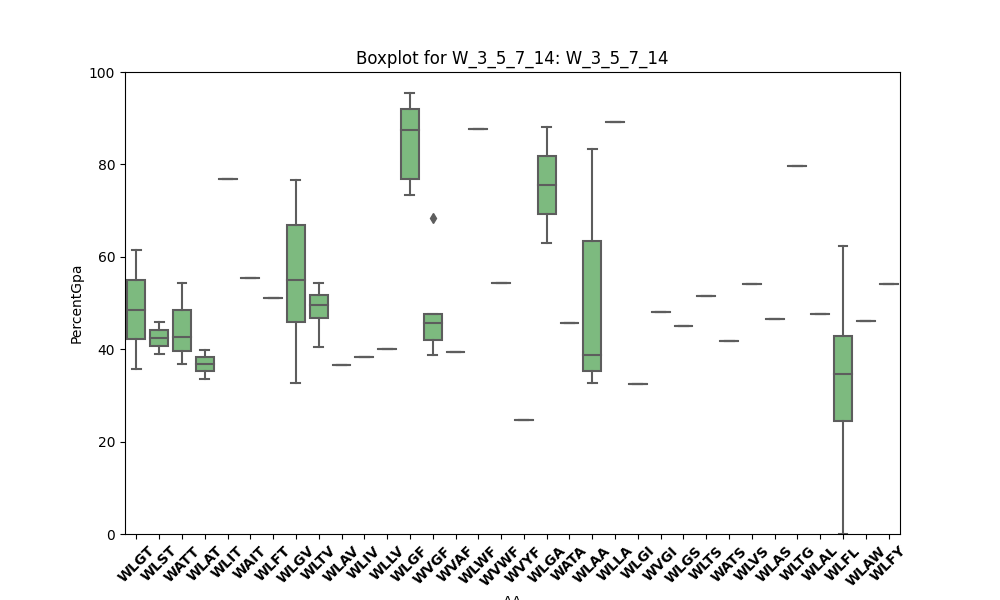 Boxplot for W_3_5_7_14: W_3_5_7_14
100
80
60
40
20
0
PercentGpa
WLGT
WLST
WATT
WLAT
WLIT
WAIT
WLFT
WLGV
WLTV
WLAV
WLIV
WLLV
WLGF
WVGF
WVAF
WLWF
WVWF
WVYF
WLGA
WATA
WLAA
WLLA
WLGI
WVGI
WLGS
WLTS
WATS
WLVS
WLAS
WLTG
WLAL
WLFL
WLAW
WLFY
AA